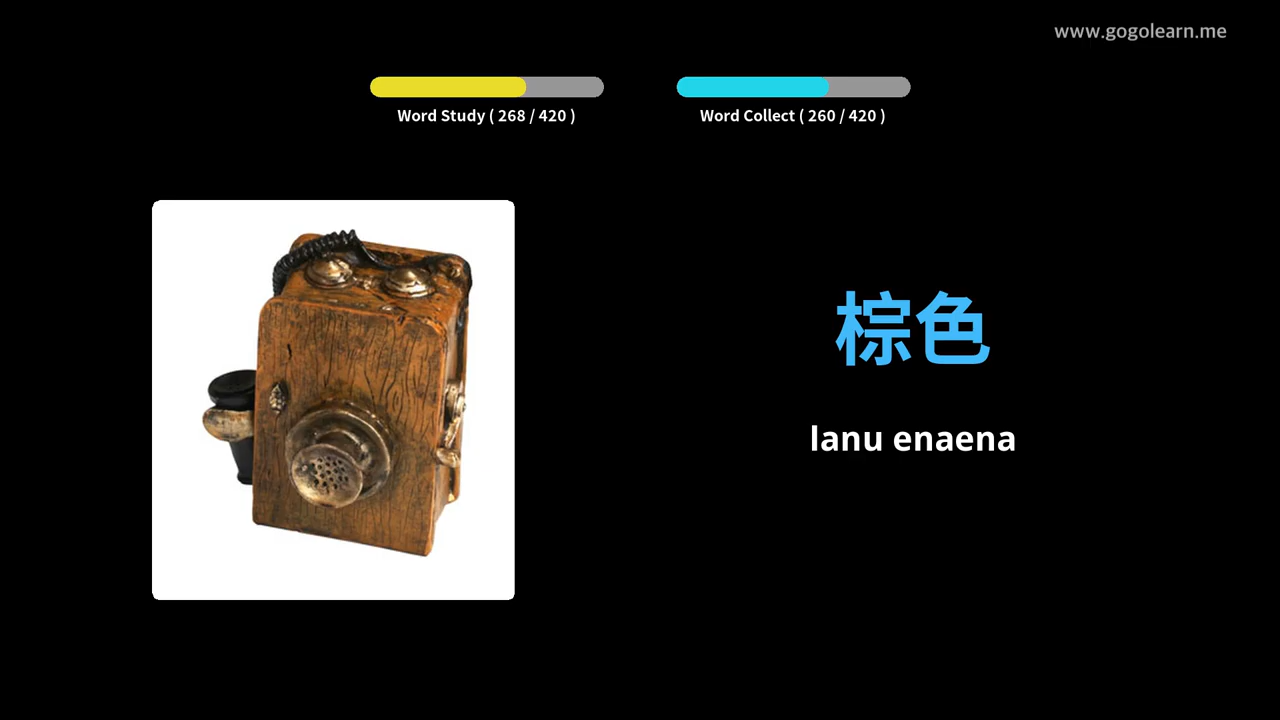 www.gogolearn.me
Word Study ( 268 / 420 )
Word Collect ( 260 / 420 )
棕色
lanu enaena